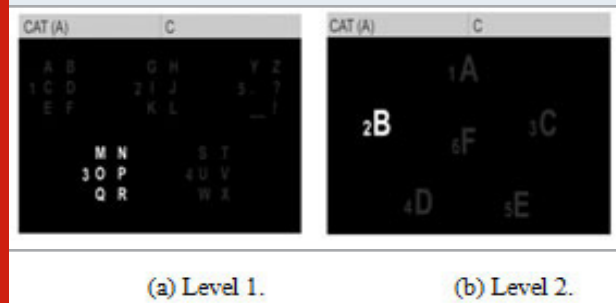 CAT (A) C
A B G H Y Z
1 C D 2 I J 5 . ?
E F K L _ !
M N S T
3 O P 4 U V
Q R W X
CAT (A) C
1A
2B 3C
6F
4D 5E
(a) Level 1. (b) Level 2.